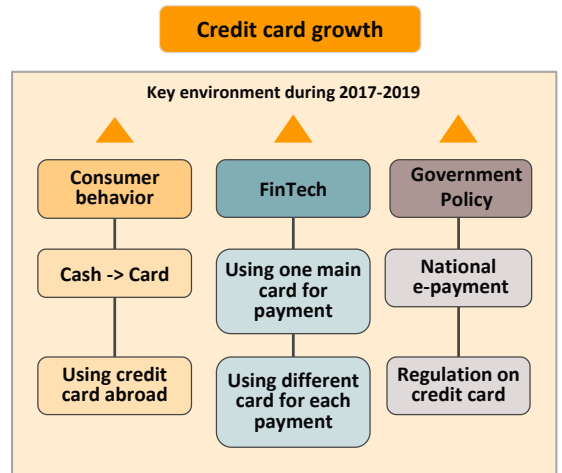 Credit card growth
Key environment during 2017-2019
Consumer
behavior
Cash -> Card
Using credit
card abroad
FinTech
Using one main
card for
payment
Using different
card for each
payment
Government
Policy
National
e-payment
Regulation on
credit card